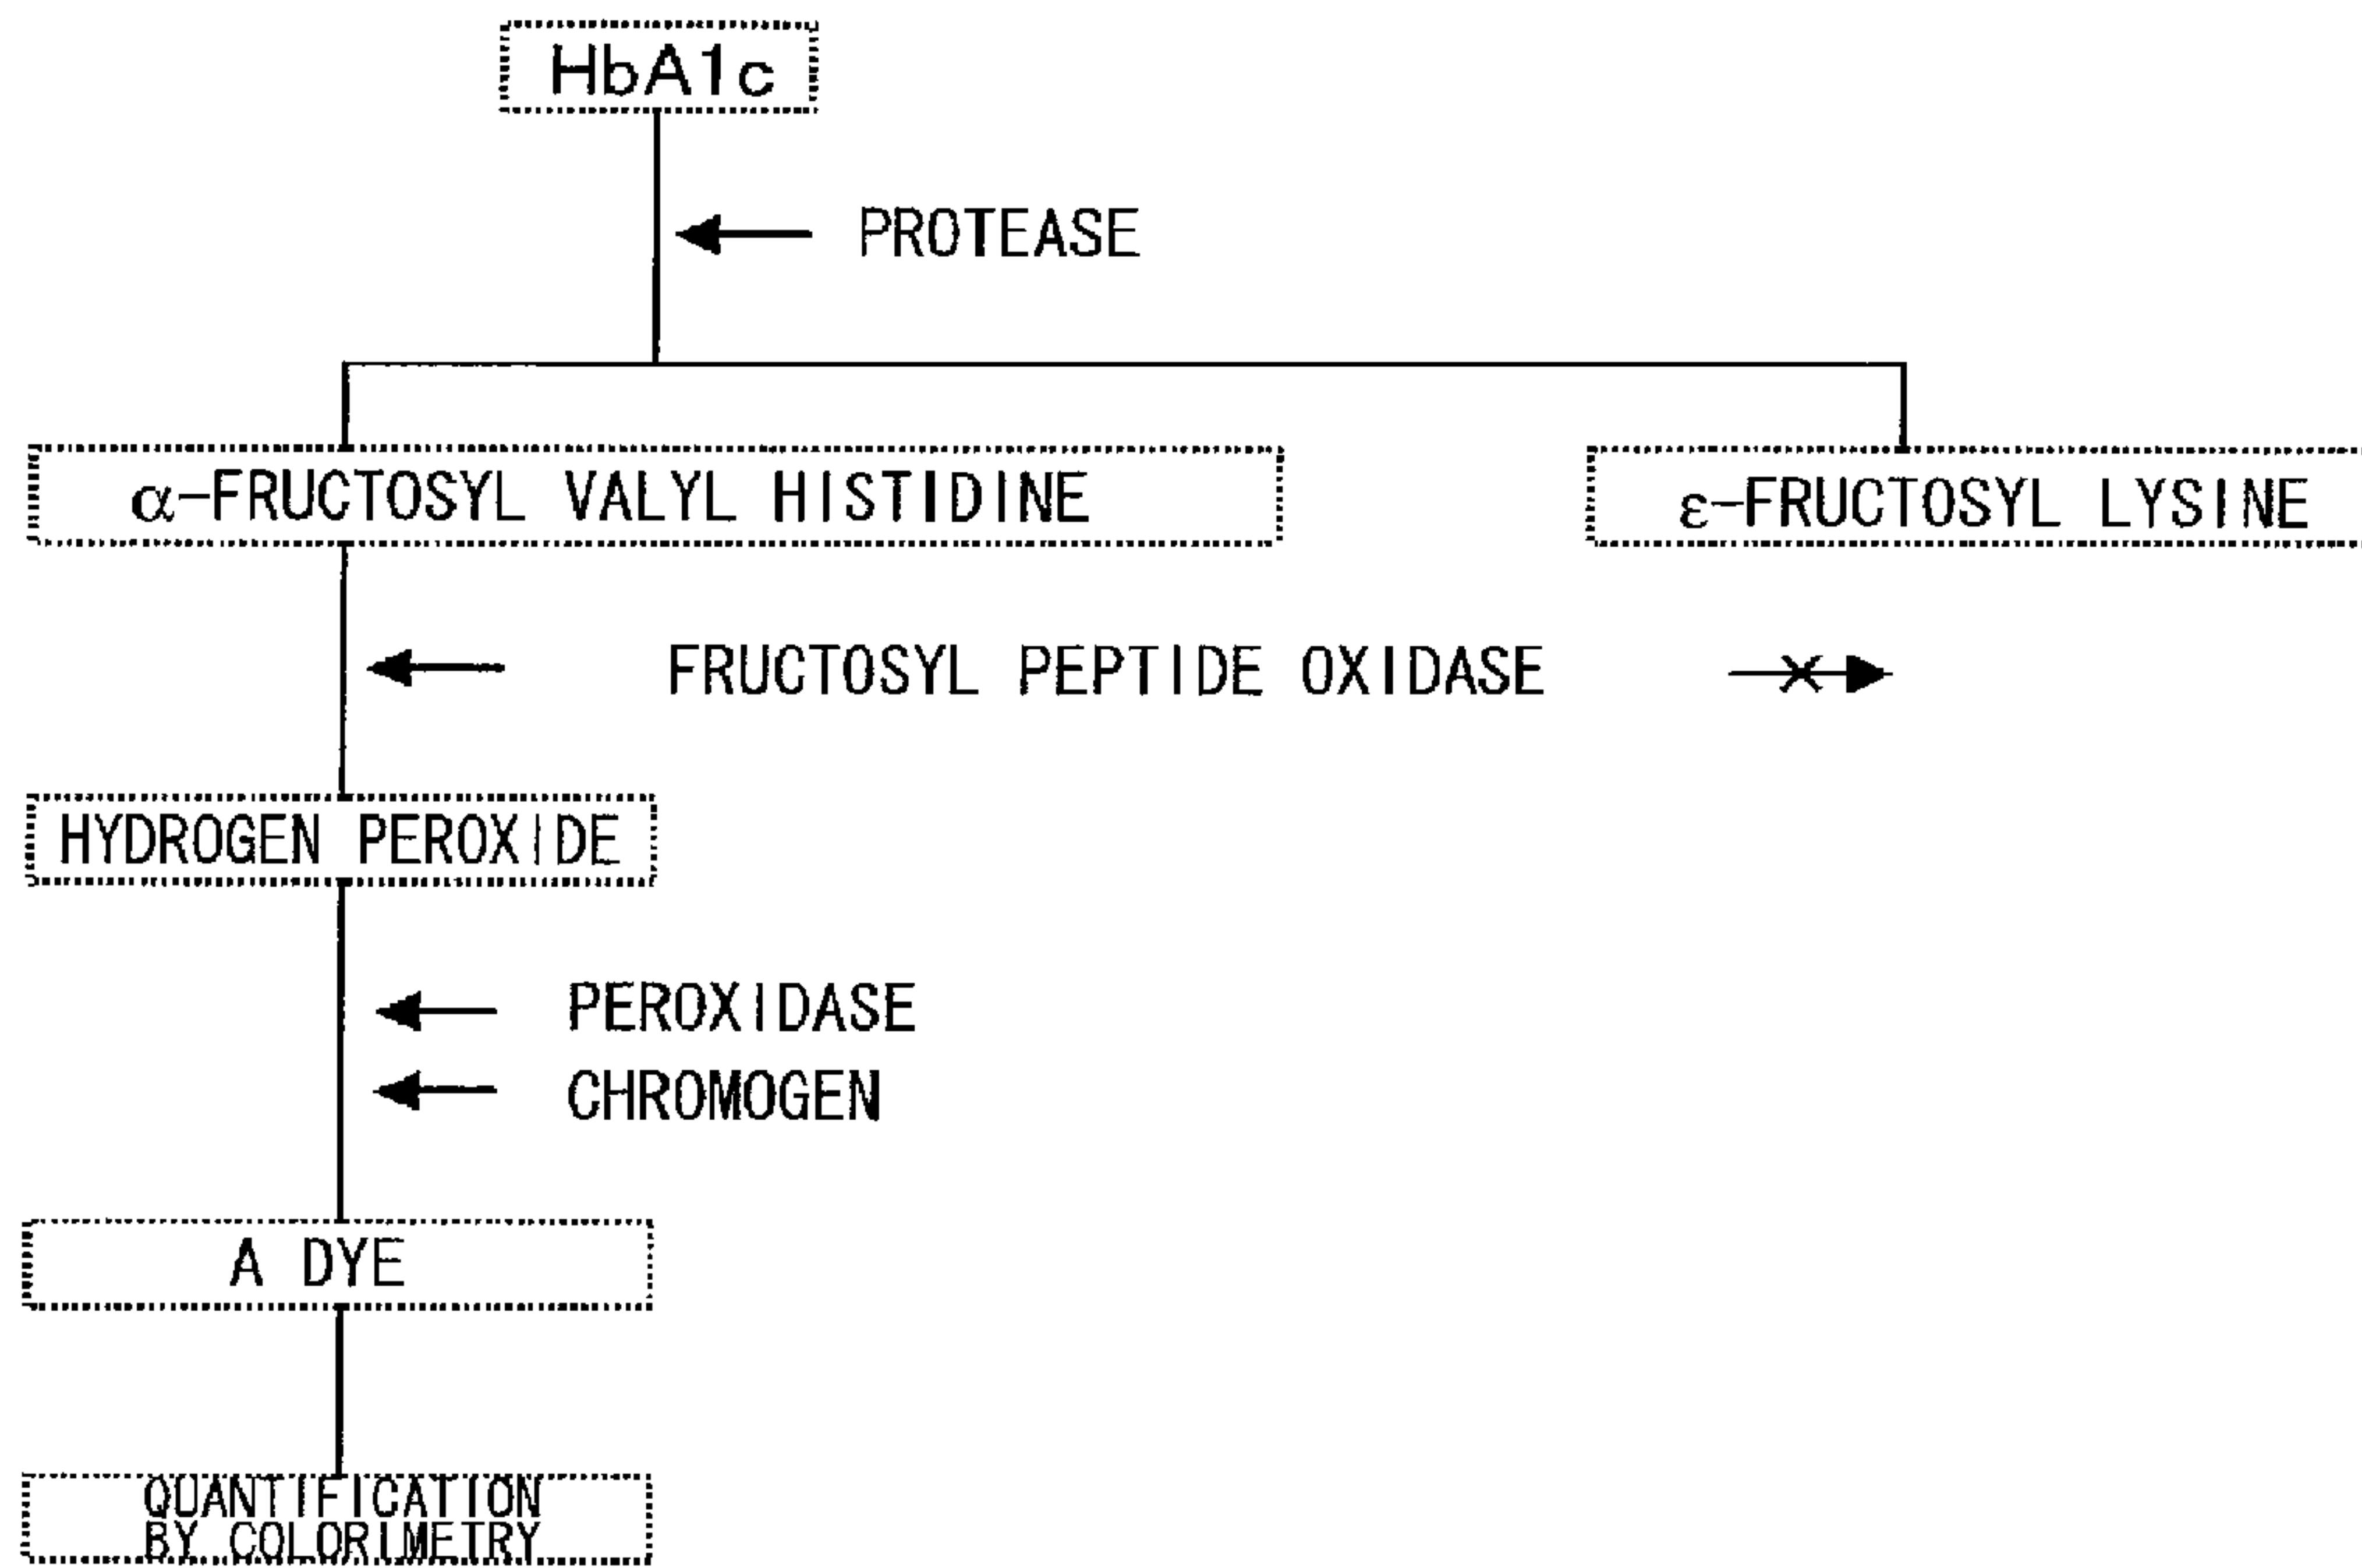 HbA1c
PROTEASE
α-FRUCTOSYL VALYL HISTIDINE
ε-FRUCTOSYL LYSINE
FRUCTOSYL PEPTIDE OXIDASE
HYDROGEN PEROXIDE
PEROXIDASE
CHROMOGEN
A DYE
QUANTIFICATION
BY COLORIMETRY